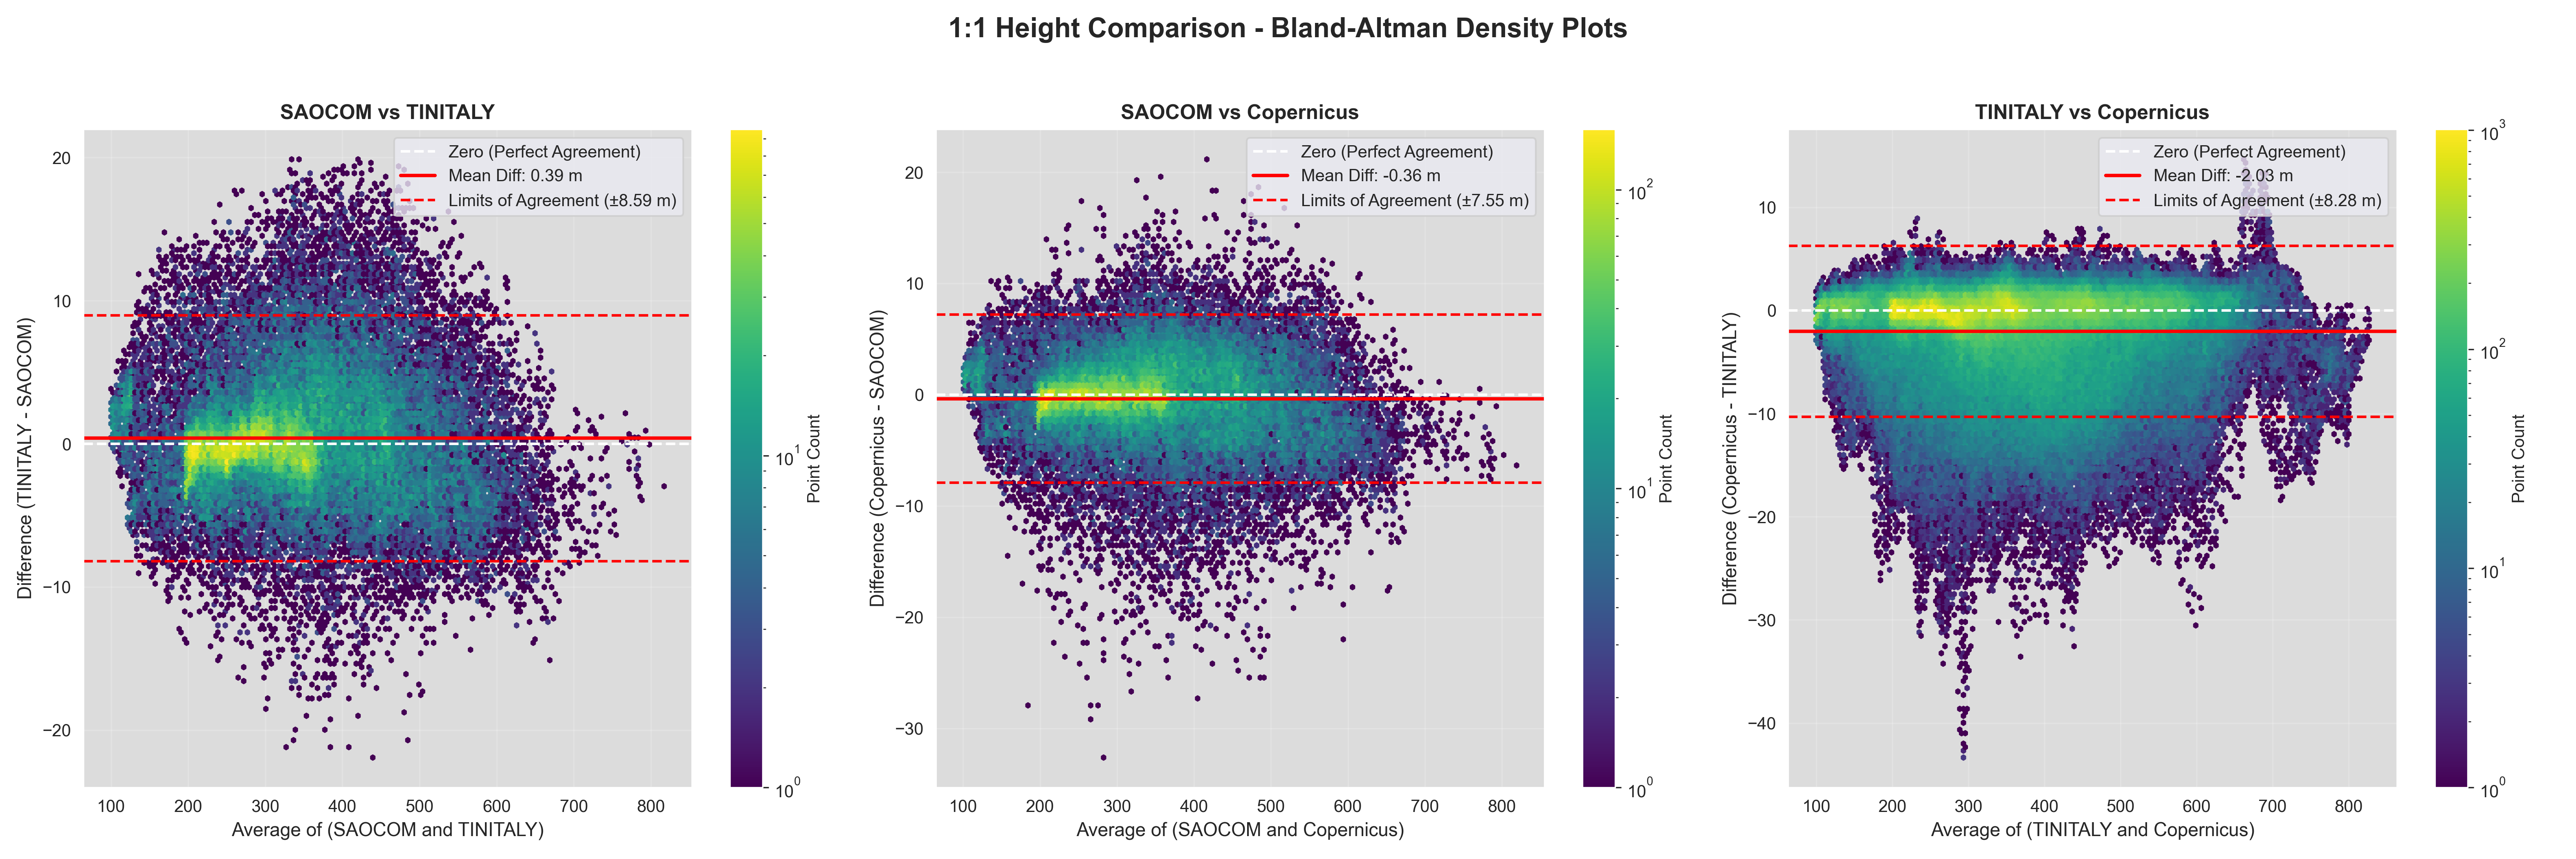 1:1 Height Comparison - Bland-Altman Density Plots
SAOCOM vs TINITALY
Zero (Perfect Agreement)
Mean Diff: 0.39 m
Limits of Agreement (±8.59 m)
Difference (TINITALY - SAOCOM)
20
10
0
−10
−20
100 200 300 400 500 600 700 800
Average of (SAOCOM and TINITALY)
10^1
10^0
Point Count
SAOCOM vs Copernicus
Zero (Perfect Agreement)
Mean Diff: -0.36 m
Limits of Agreement (±7.55 m)
Difference (Copernicus - SAOCOM)
20
10
0
−10
−20
−30
100 200 300 400 500 600 700 800
Average of (SAOCOM and Copernicus)
10^2
10^1
10^0
Point Count
TINITALY vs Copernicus
Zero (Perfect Agreement)
Mean Diff: -2.03 m
Limits of Agreement (±8.28 m)
Difference (Copernicus - TINITALY)
10
0
−10
−20
−30
−40
100 200 300 400 500 600 700 800
Average of (TINITALY and Copernicus)
10^3
10^2
10^1
10^0
Point Count